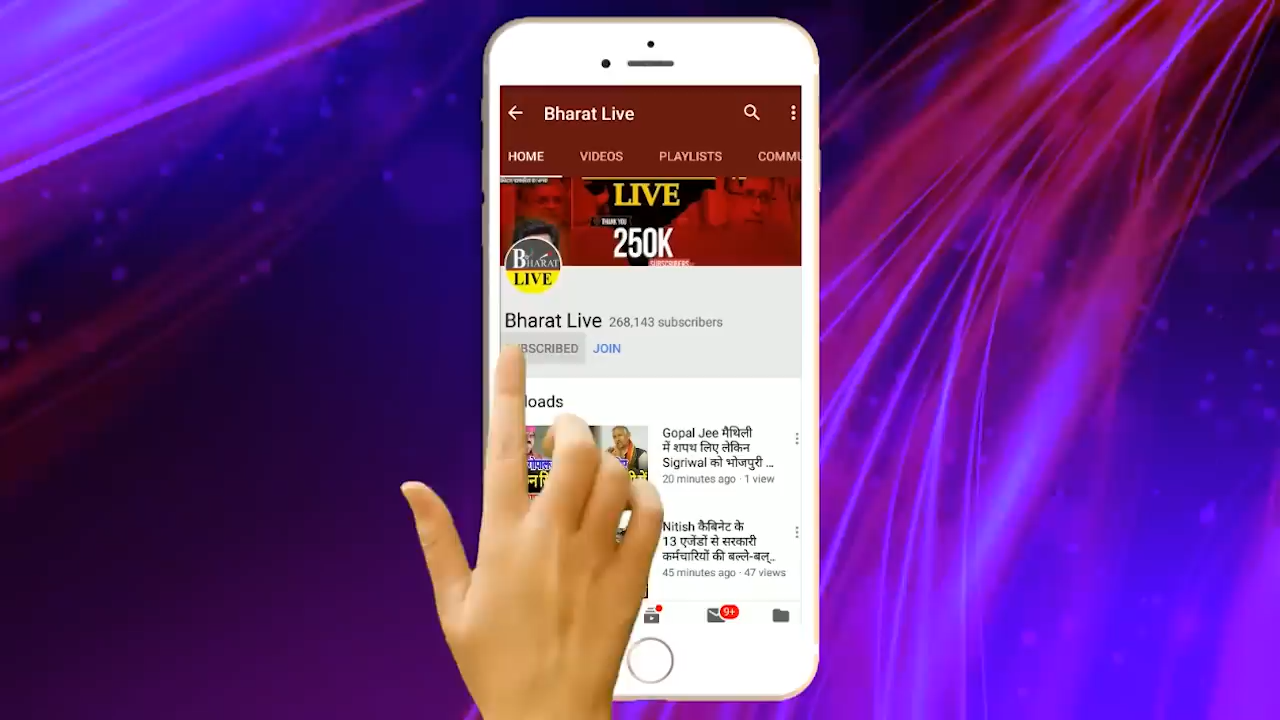 Bharat Live
HOME VIDEOS PLAYLISTS COMMU
LIVE
THANK YOU
250K
SUBSCRIBERS
BHARAT
LIVE
Bharat Live 268,143 subscribers
BSCRIBED JOIN
loads
Gopal Jee मैथिली
में शपथ लिए लेकिन
Sigriwal को भोजपुरी ...
20 minutes ago · 1 view
Nitish कैबिनेट के
13 एजेंडों से सरकारी
कर्मचारियों की बल्ले-बल्...
45 minutes ago · 47 views
9+